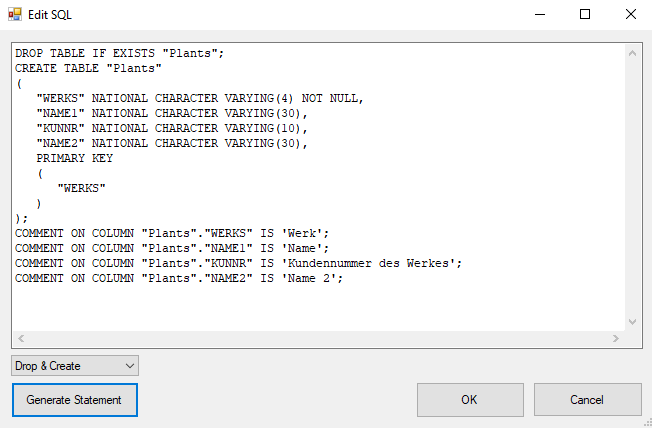 Edit SQL
DROP TABLE IF EXISTS "Plants";
CREATE TABLE "Plants"
(
   "WERKS" NATIONAL CHARACTER VARYING(4) NOT NULL,
   "NAME1" NATIONAL CHARACTER VARYING(30),
   "KUNNR" NATIONAL CHARACTER VARYING(10),
   "NAME2" NATIONAL CHARACTER VARYING(30),
   PRIMARY KEY
   (
      "WERKS"
   )
);
COMMENT ON COLUMN "Plants"."WERKS" IS 'Werk';
COMMENT ON COLUMN "Plants"."NAME1" IS 'Name';
COMMENT ON COLUMN "Plants"."KUNNR" IS 'Kundennummer des Werkes';
COMMENT ON COLUMN "Plants"."NAME2" IS 'Name 2';
Drop & Create
Generate Statement
OK
Cancel